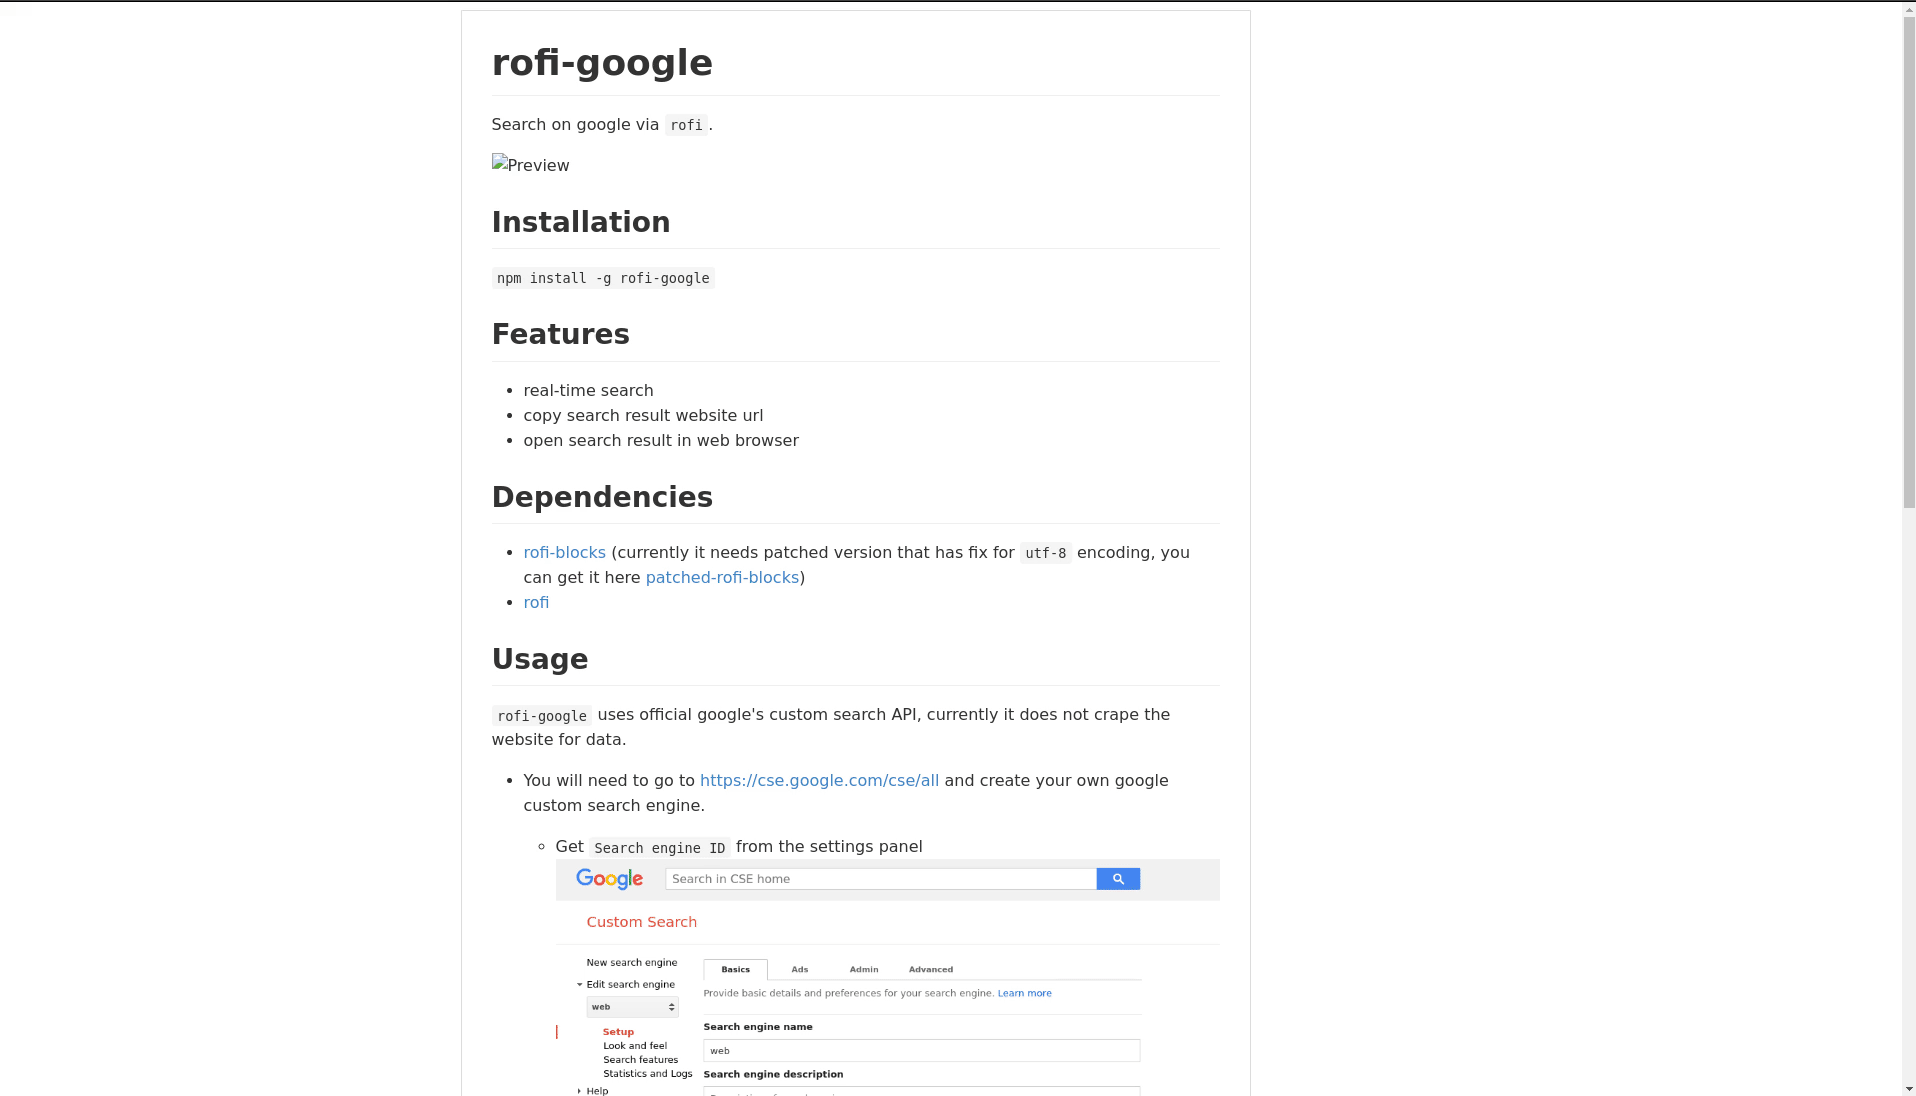 rofi-google
Search on google via rofi.
Preview
Installation
npm install -g rofi-google
Features
real-time search
copy search result website url
open search result in web browser
Dependencies
rofi-blocks (currently it needs patched version that has fix for utf-8 encoding, you
can get it here patched-rofi-blocks)
rofi
Usage
rofi-google uses official google's custom search API, currently it does not crape the
website for data.
You will need to go to https://cse.google.com/cse/all and create your own google
custom search engine.
Get Search engine ID from the settings panel
Google Search in CSE home
Custom Search
New search engine
Edit search engine
web
Setup
Look and feel
Search features
Statistics and Logs
Help
Basics Ads Admin Advanced
Provide basic details and preferences for your search engine. Learn more
Search engine name
web
Search engine description